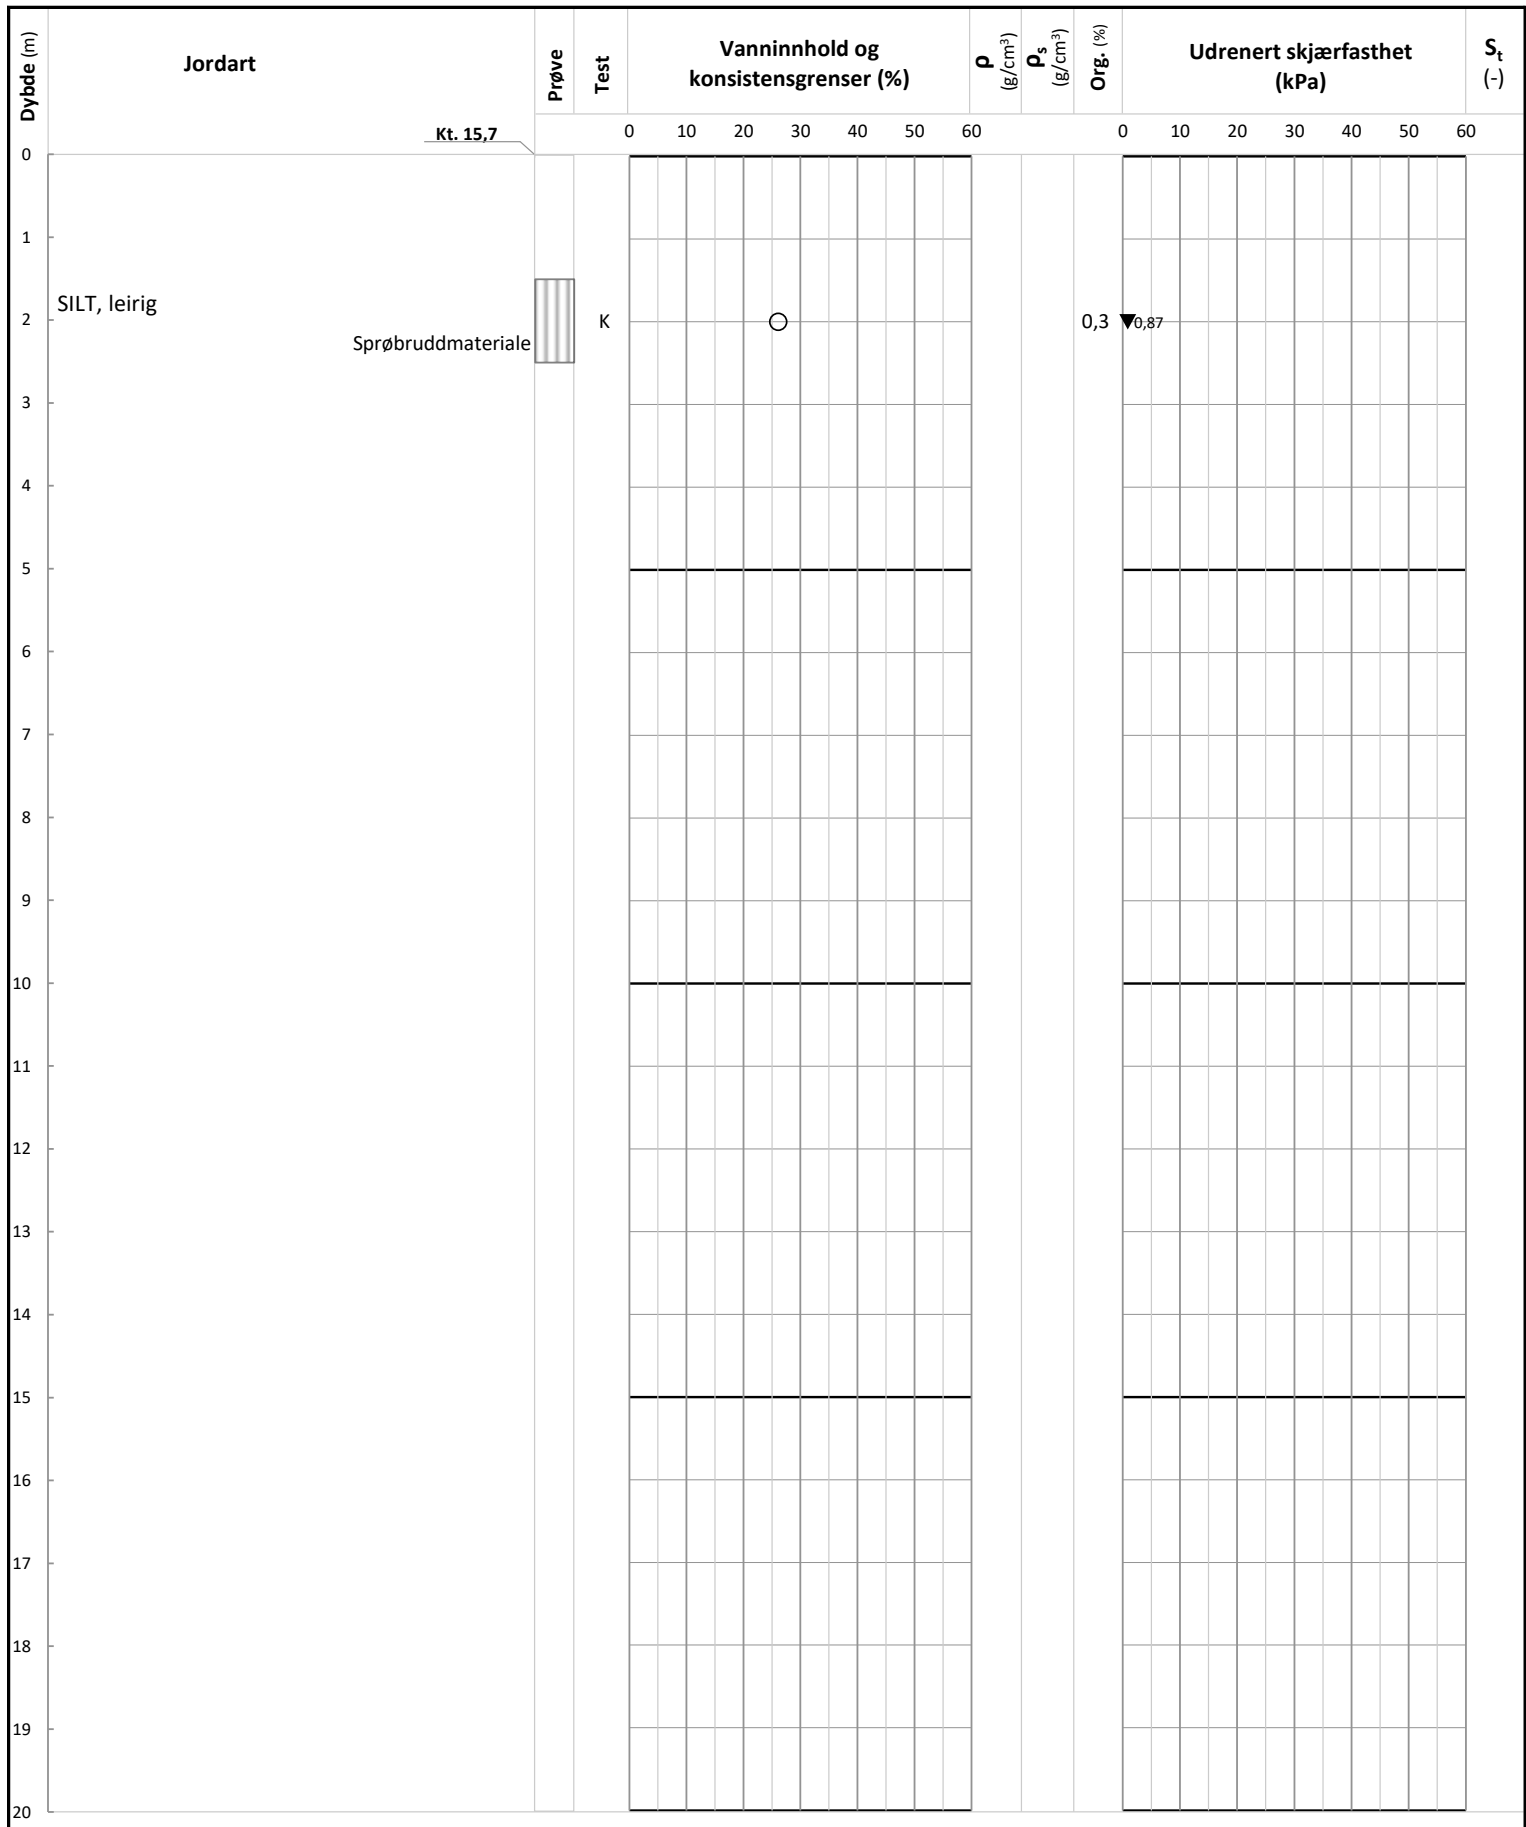 Dybde (m)
Jordart
Prøve
Test
Vanninnhold og
konsistensgrenser (%)
ρ
(g/cm³)
ρs
(g/cm³)
Org. (%)
Udrenert skjærfasthet
(kPa)
St
(-)
Kt. 15,7
0 10 20 30 40 50 60
0 10 20 30 40 50 60
0
1
SILT, leirig
2 K 0,3 0,87
Sprøbruddmateriale
3
4
5
6
7
8
9
10
11
12
13
14
15
16
17
18
19
20